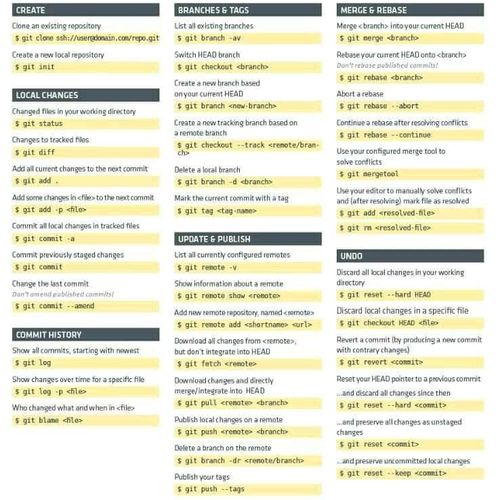 CREATE
Clone an existing repository
$ git clone ssh://user@domain.com/repo.git
Create a new local repository
$ git init
LOCAL CHANGES
Changed files in your working directory
$ git status
Changes to tracked files
$ git diff
Add all current changes to the next commit
$ git add .
Add some changes in <file> to the next commit
$ git add -p <file>
Commit all local changes in tracked files
$ git commit -a
Commit previously staged changes
$ git commit
Change the last commit
Don't amend published commits!
$ git commit --amend
COMMIT HISTORY
Show all commits, starting with newest
$ git log
Show changes over time for a specific file
$ git log -p <file>
Who changed what and when in <file>
$ git blame <file>
BRANCHES & TAGS
List all existing branches
$ git branch -av
Switch HEAD branch
$ git checkout <branch>
Create a new branch based
on your current HEAD
$ git branch <new-branch>
Create a new tracking branch based on
a remote branch
$ git checkout --track <remote/bran-
ch>
Delete a local branch
$ git branch -d <branch>
Mark the current commit with a tag
$ git tag <tag-name>
UPDATE & PUBLISH
List all currently configured remotes
$ git remote -v
Show information about a remote
$ git remote show <remote>
Add new remote repository, named <remote>
$ git remote add <shortname> <url>
Download all changes from <remote>,
but don't integrate into HEAD
$ git fetch <remote>
Download changes and directly
merge/integrate into HEAD
$ git pull <remote> <branch>
Publish local changes on a remote
$ git push <remote> <branch>
Delete a branch on the remote
$ git branch -dr <remote/branch>
Publish your tags
$ git push --tags
MERGE & REBASE
Merge <branch> into your current HEAD
$ git merge <branch>
Rebase your current HEAD onto <branch>
Don't rebase published commits!
$ git rebase <branch>
Abort a rebase
$ git rebase --abort
Continue a rebase after resolving conflicts
$ git rebase --continue
Use your configured merge tool to
solve conflicts
$ git mergetool
Use your editor to manually solve conflicts
and (after resolving) mark file as resolved
$ git add <resolved-file>
$ git rm <resolved-file>
UNDO
Discard all local changes in your working
directory
$ git reset --hard HEAD
Discard local changes in a specific file
$ git checkout HEAD <file>
Revert a commit (by producing a new commit
with contrary changes)
$ git revert <commit>
Reset your HEAD pointer to a previous commit
...and discard all changes since then
$ git reset --hard <commit>
...and preserve all changes as unstaged
changes
$ git reset <commit>
...and preserve uncommitted local changes
$ git reset --keep <commit>